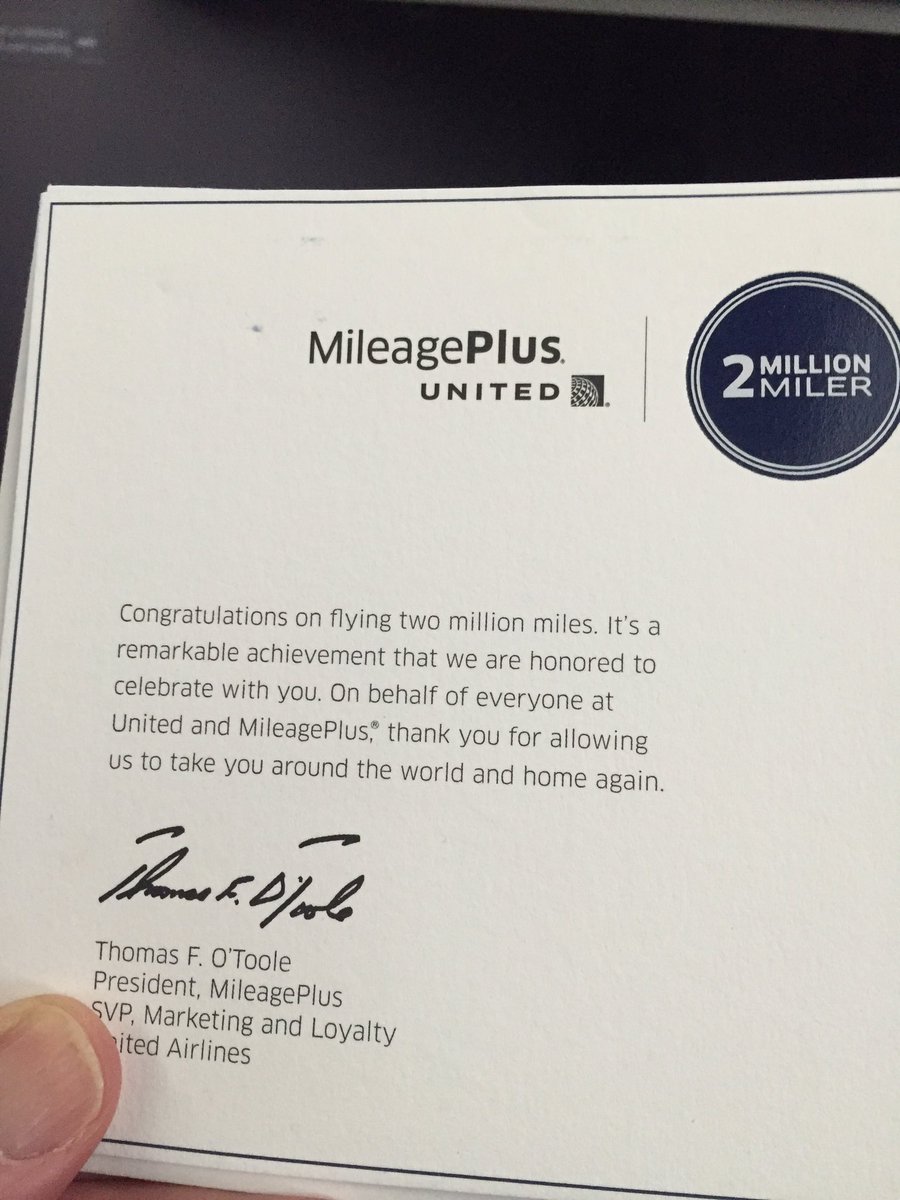 MileagePlus.
UNITED
2 MILLION
MILER
Congratulations on flying two million miles. It's a
remarkable achievement that we are honored to
celebrate with you. On behalf of everyone at
United and MileagePlus,® thank you for allowing
us to take you around the world and home again.
Thomas F. O'Toole
Thomas F. O'Toole
President, MileagePlus
SVP, Marketing and Loyalty
ited Airlines